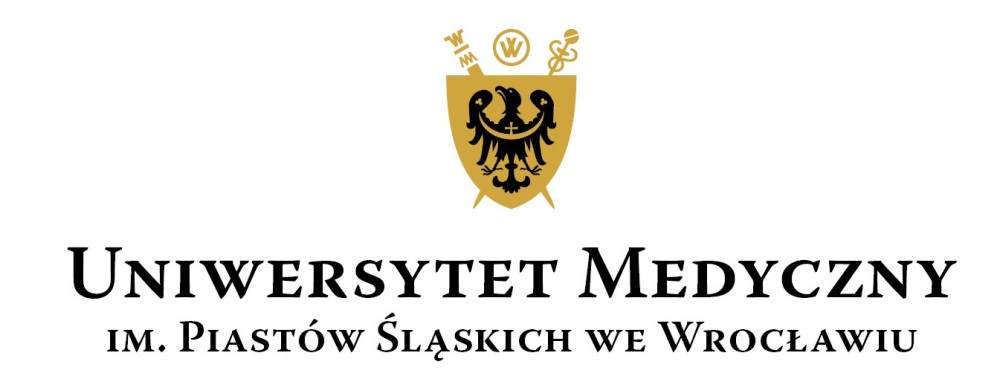 Uniwersytet Medyczny
im. Piastów Śląskich we Wrocławiu